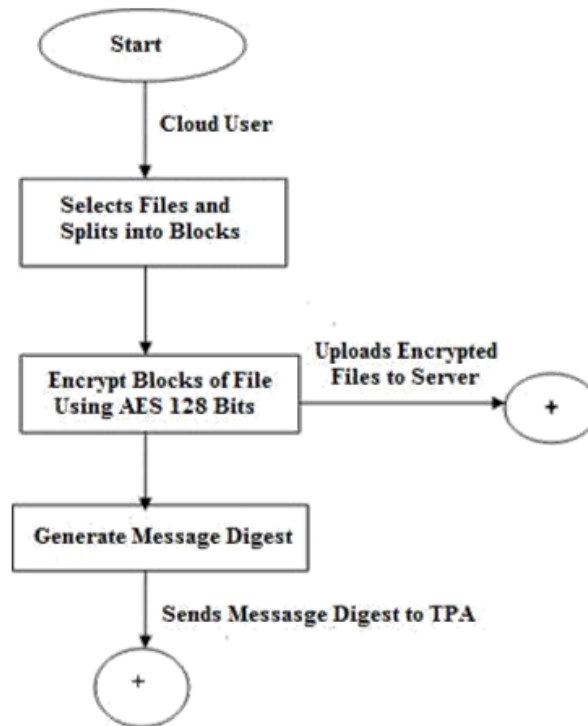 Start
Cloud User
Selects Files and
Splits into Blocks
Encrypt Blocks of File
Using AES 128 Bits
Uploads Encrypted
Files to Server
+
Generate Message Digest
Sends Messasge Digest to TPA
+